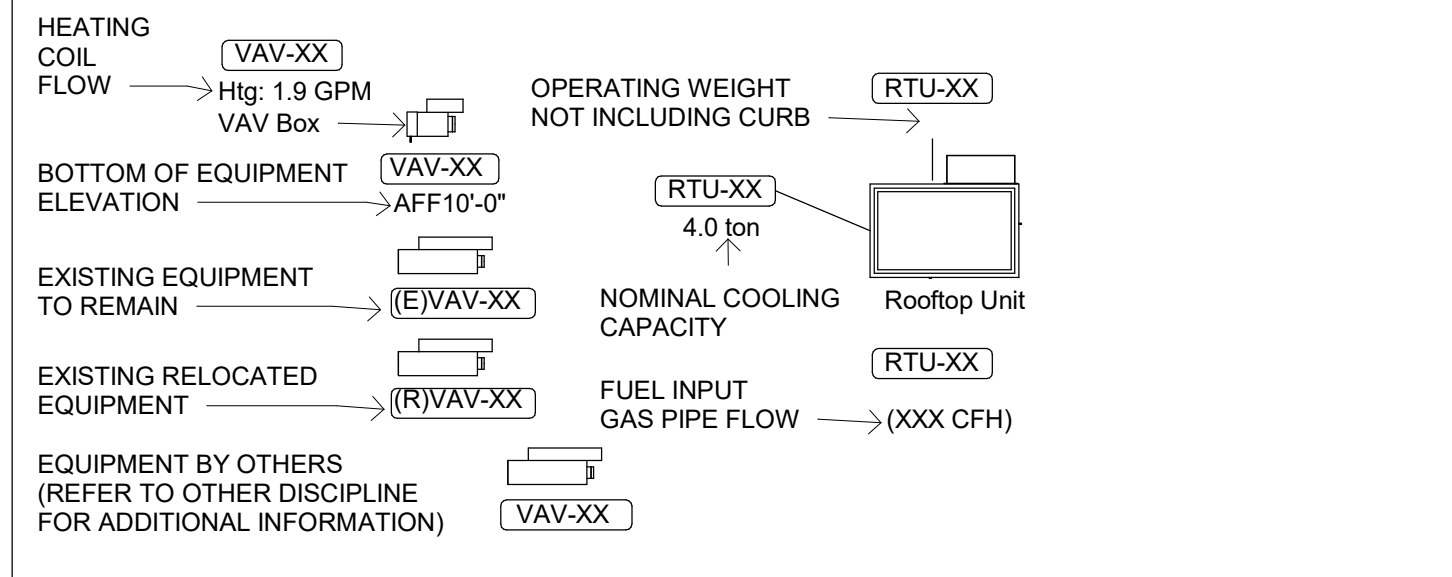 HEATING
COIL
FLOW
VAV-XX
Htg: 1.9 GPM
VAV Box
BOTTOM OF EQUIPMENT
ELEVATION
VAV-XX
AFF10'-0"
EXISTING EQUIPMENT
TO REMAIN
(E)VAV-XX
EXISTING RELOCATED
EQUIPMENT
(R)VAV-XX
EQUIPMENT BY OTHERS
(REFER TO OTHER DISCIPLINE
FOR ADDITIONAL INFORMATION)
VAV-XX
OPERATING WEIGHT
NOT INCLUDING CURB
RTU-XX
RTU-XX
4.0 ton
NOMINAL COOLING
CAPACITY
Rooftop Unit
FUEL INPUT
GAS PIPE FLOW
RTU-XX
(XXX CFH)